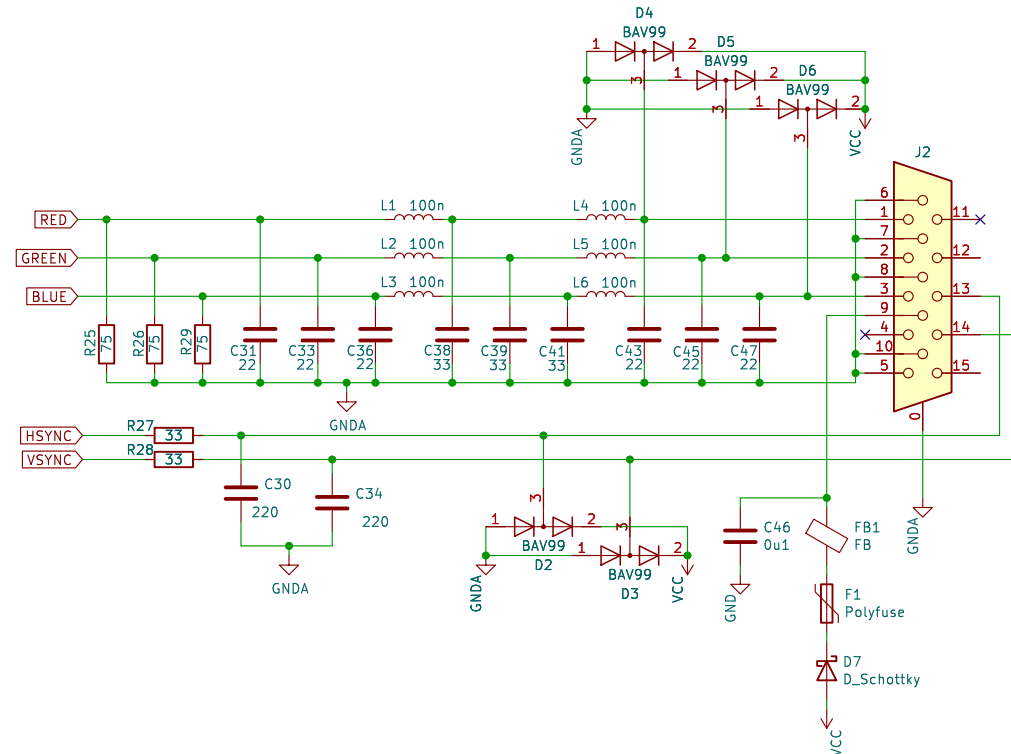 D4
BAV99
1 2
3
D5
BAV99
1 2
3
D6
BAV99
1 2
3
GNDA
VCC
J2
6
1
7
2
8
3
9
4
10
5
11
12
13
14
15
0
RED
GREEN
BLUE
L1 100n
L4 100n
L2 100n
L5 100n
L3 100n
L6 100n
R25 75
R26 75
R29 75
C31
22
C33
22
C36
22
C38
33
C39
33
C41
33
C43
22
C45
22
C47
22
GNDA
HSYNC
R27
33
VSYNC
R28
33
C30
220
C34
220
GNDA
3
1 2
BAV99
D2
3
1 2
BAV99
D3
GNDA
VCC
C46
0u1
GND
FB1
FB
GNDA
F1
Polyfuse
D7
D_Schottky
VCC